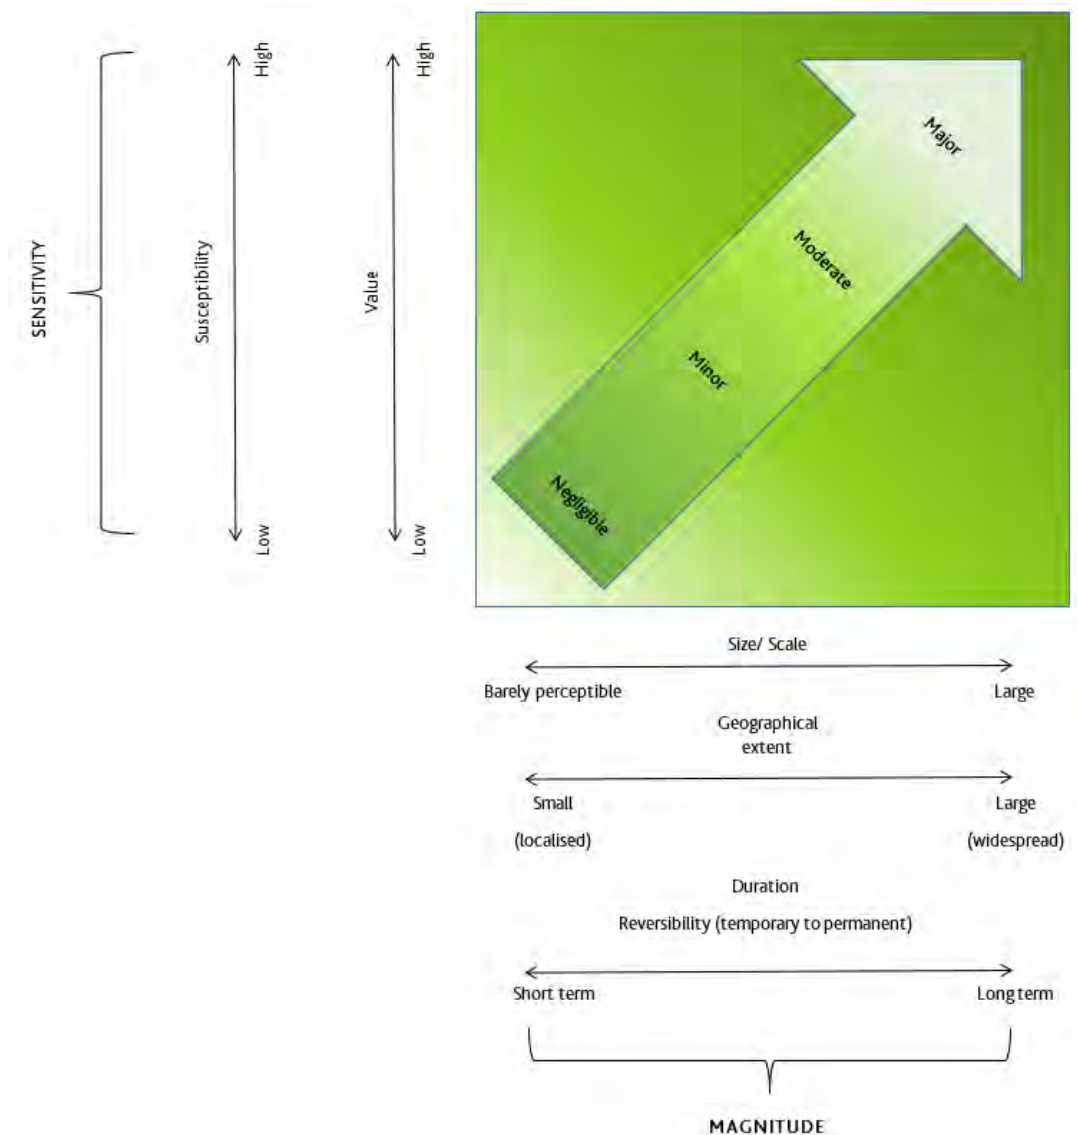 SENSITIVITY
Susceptibility
High
Low
Value
High
Low
Major
Moderate
Minor
Negligible
Size/ Scale
Barely perceptible Large
Geographical
extent
Small Large
(localised) (widespread)
Duration
Reversibility (temporary to permanent)
Short term Long term
MAGNITUDE